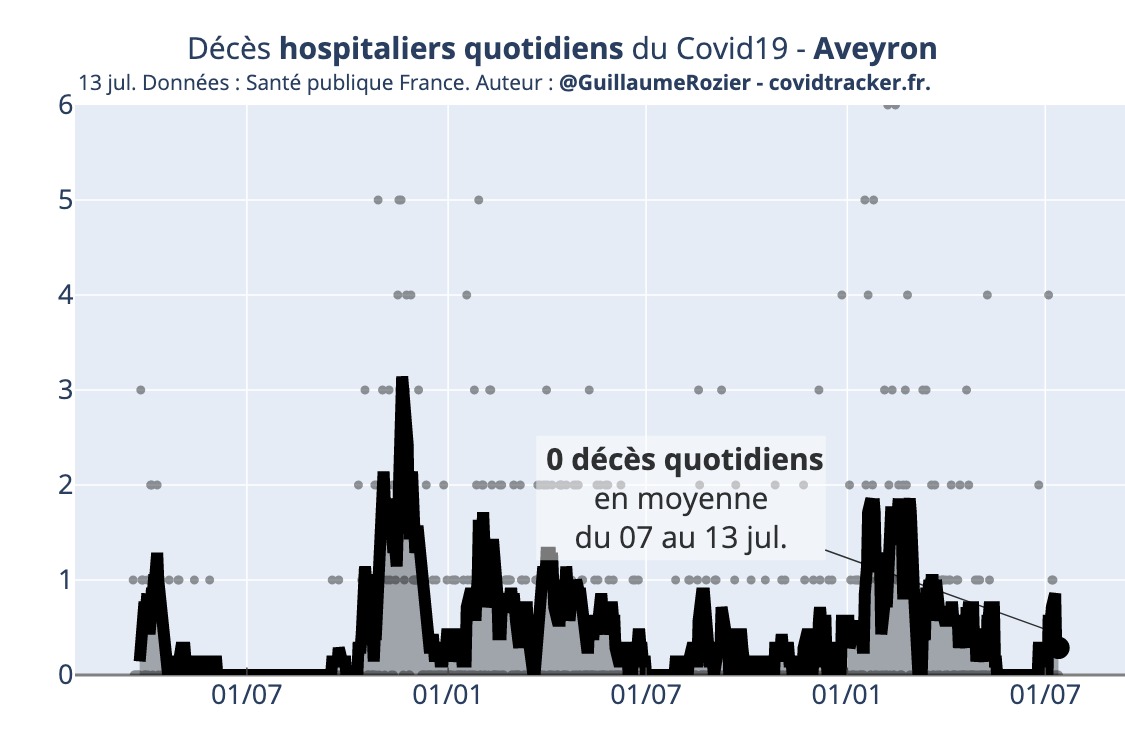 Décès hospitaliers quotidiens du Covid19 - Aveyron
13 jul. Données : Santé publique France. Auteur : @GuillaumeRozier - covidtracker.fr.
6
5
4
3
2
1
0
0 décès quotidiens
en moyenne
du 07 au 13 jul.
01/07 01/01 01/07 01/01 01/07